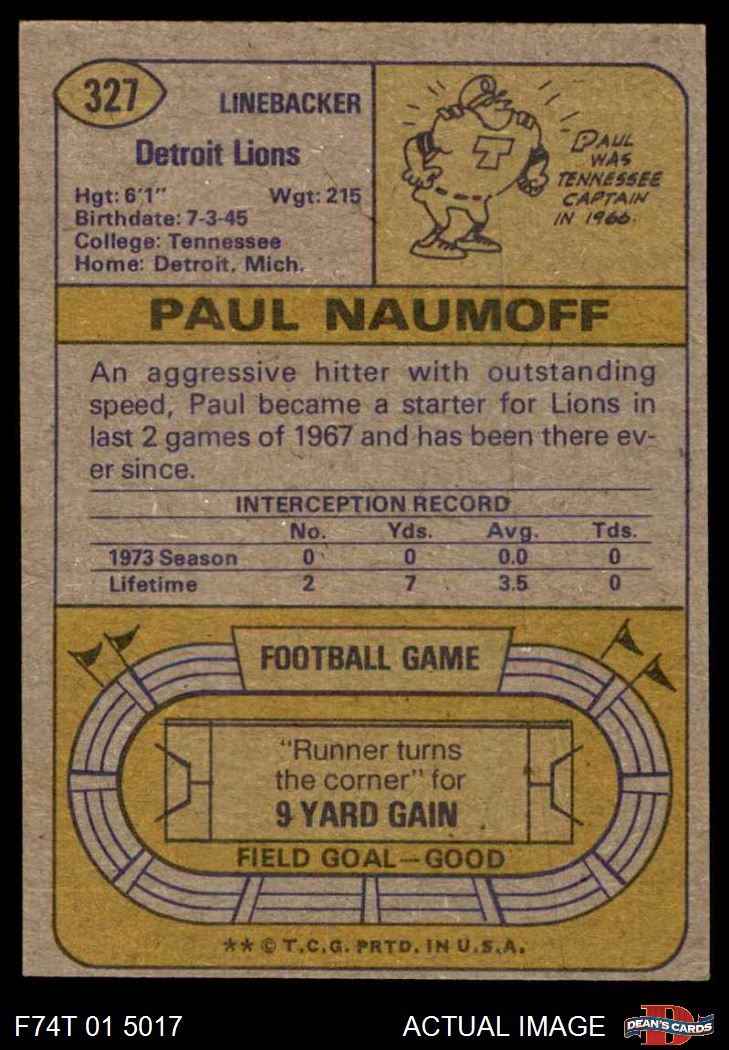 327
LINEBACKER
Detroit Lions
Hgt: 6'1" Wgt: 215
Birthdate: 7-3-45
College: Tennessee
Home: Detroit, Mich.
T
PAUL
WAS
TENNESSEE
CAPTAIN
IN 1966.
PAUL NAUMOFF
An aggressive hitter with outstanding
speed, Paul became a starter for Lions in
last 2 games of 1967 and has been there ev-
er since.
INTERCEPTION RECORD
No. Yds. Avg. Tds.
1973 Season 0 0 0.0 0
Lifetime 2 7 3.5 0
FOOTBALL GAME
"Runner turns
the corner" for
9 YARD GAIN
FIELD GOAL—GOOD
** © T.C.G. PRTD. IN U.S.A.
F74T 01 5017 ACTUAL IMAGE
D
DEAN'S CARDS